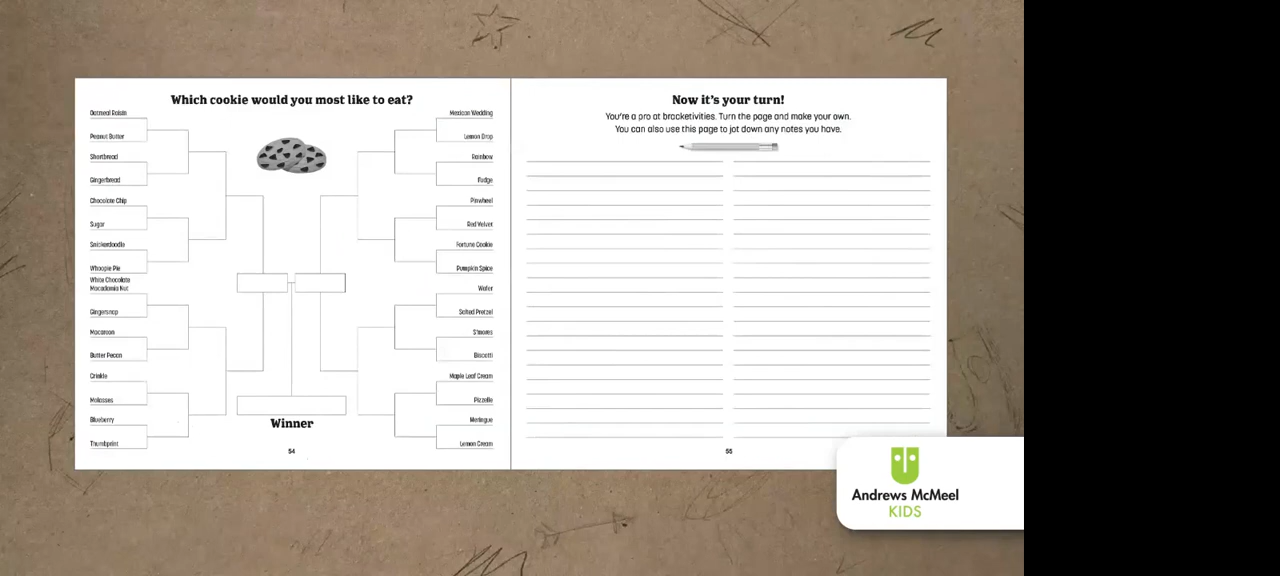 Which cookie would you most like to eat?
Oatmeal Raisin
Peanut Butter
Shortbread
Gingerbread
Chocolate Chip
Sugar
Snickerdoodle
Whoopie Pie
White Chocolate
Macadamia Nut
Gingersnap
Macaroon
Butter Pecan
Crinkle
Molasses
Blueberry
Thumbprint
Mexican Wedding
Lemon Drop
Rainbow
Fudge
Pinwheel
Red Velvet
Fortune Cookie
Pumpkin Spice
Wafer
Salted Pretzel
S'mores
Biscotti
Maple Leaf Cream
Pizzelle
Meringue
Lemon Cream
Winner
54
Now it's your turn!
You're a pro at bracketivities. Turn the page and make your own.
You can also use this page to jot down any notes you have.
55
Andrews McMeel
KIDS